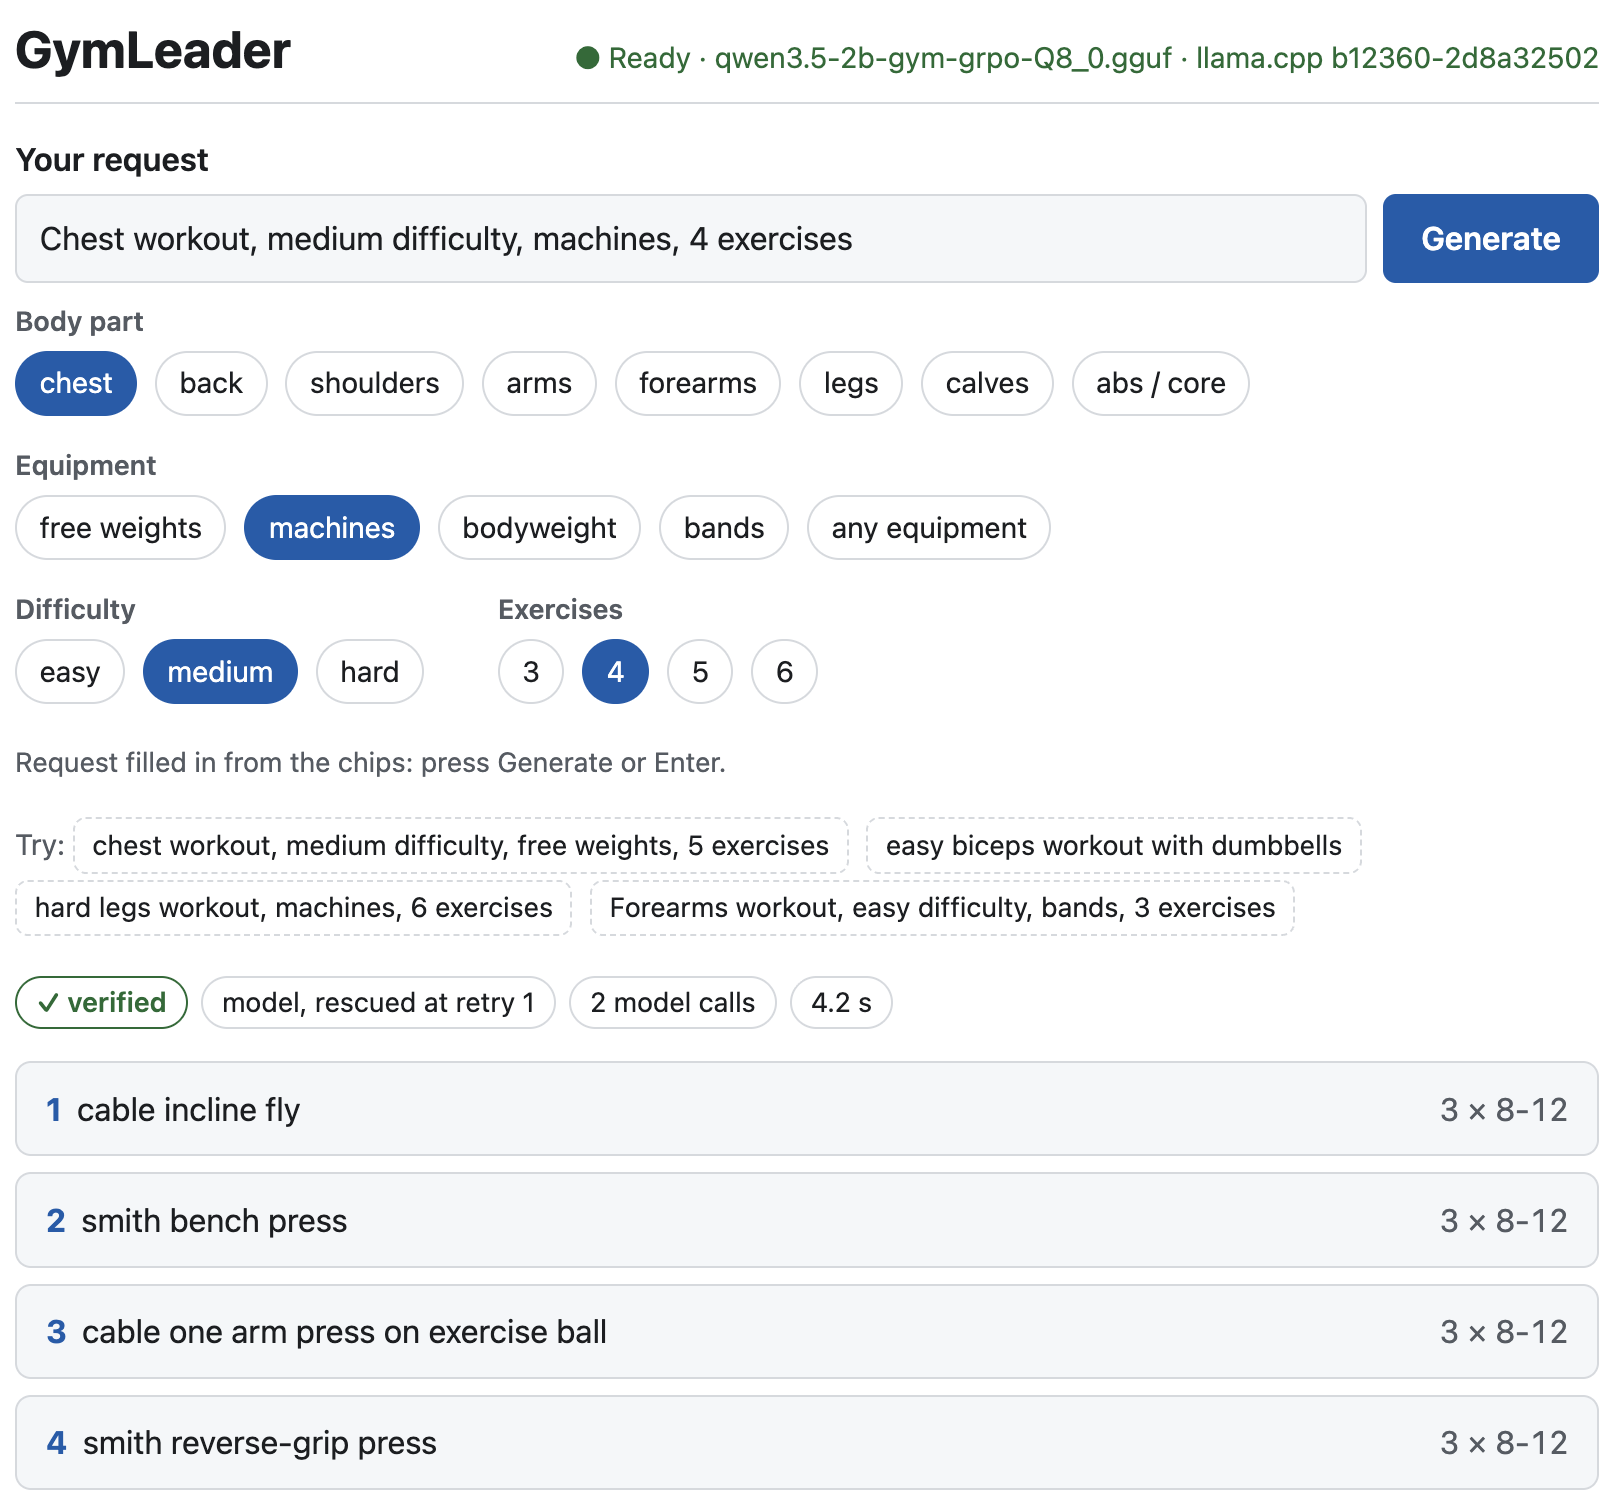 GymLeader
Ready · qwen3.5-2b-gym-grpo-Q8_0.gguf · llama.cpp b12360-2d8a32502
Your request
Chest workout, medium difficulty, machines, 4 exercises
Generate
Body part
chest back shoulders arms forearms legs calves abs / core
Equipment
free weights machines bodyweight bands any equipment
Difficulty Exercises
easy medium hard 3 4 5 6
Request filled in from the chips: press Generate or Enter.
Try: chest workout, medium difficulty, free weights, 5 exercises easy biceps workout with dumbbells
hard legs workout, machines, 6 exercises Forearms workout, easy difficulty, bands, 3 exercises
✓ verified model, rescued at retry 1 2 model calls 4.2 s
1 cable incline fly 3 × 8-12
2 smith bench press 3 × 8-12
3 cable one arm press on exercise ball 3 × 8-12
4 smith reverse-grip press 3 × 8-12